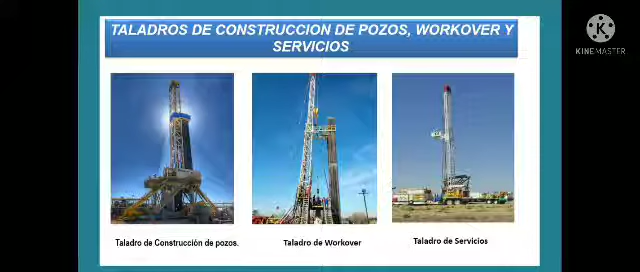 TALADROS DE CONSTRUCCION DE POZOS, WORKOVER Y
SERVICIOS
KINEMASTER
Taladro de Construcción de pozos.
Taladro de Workover
Taladro de Servicios